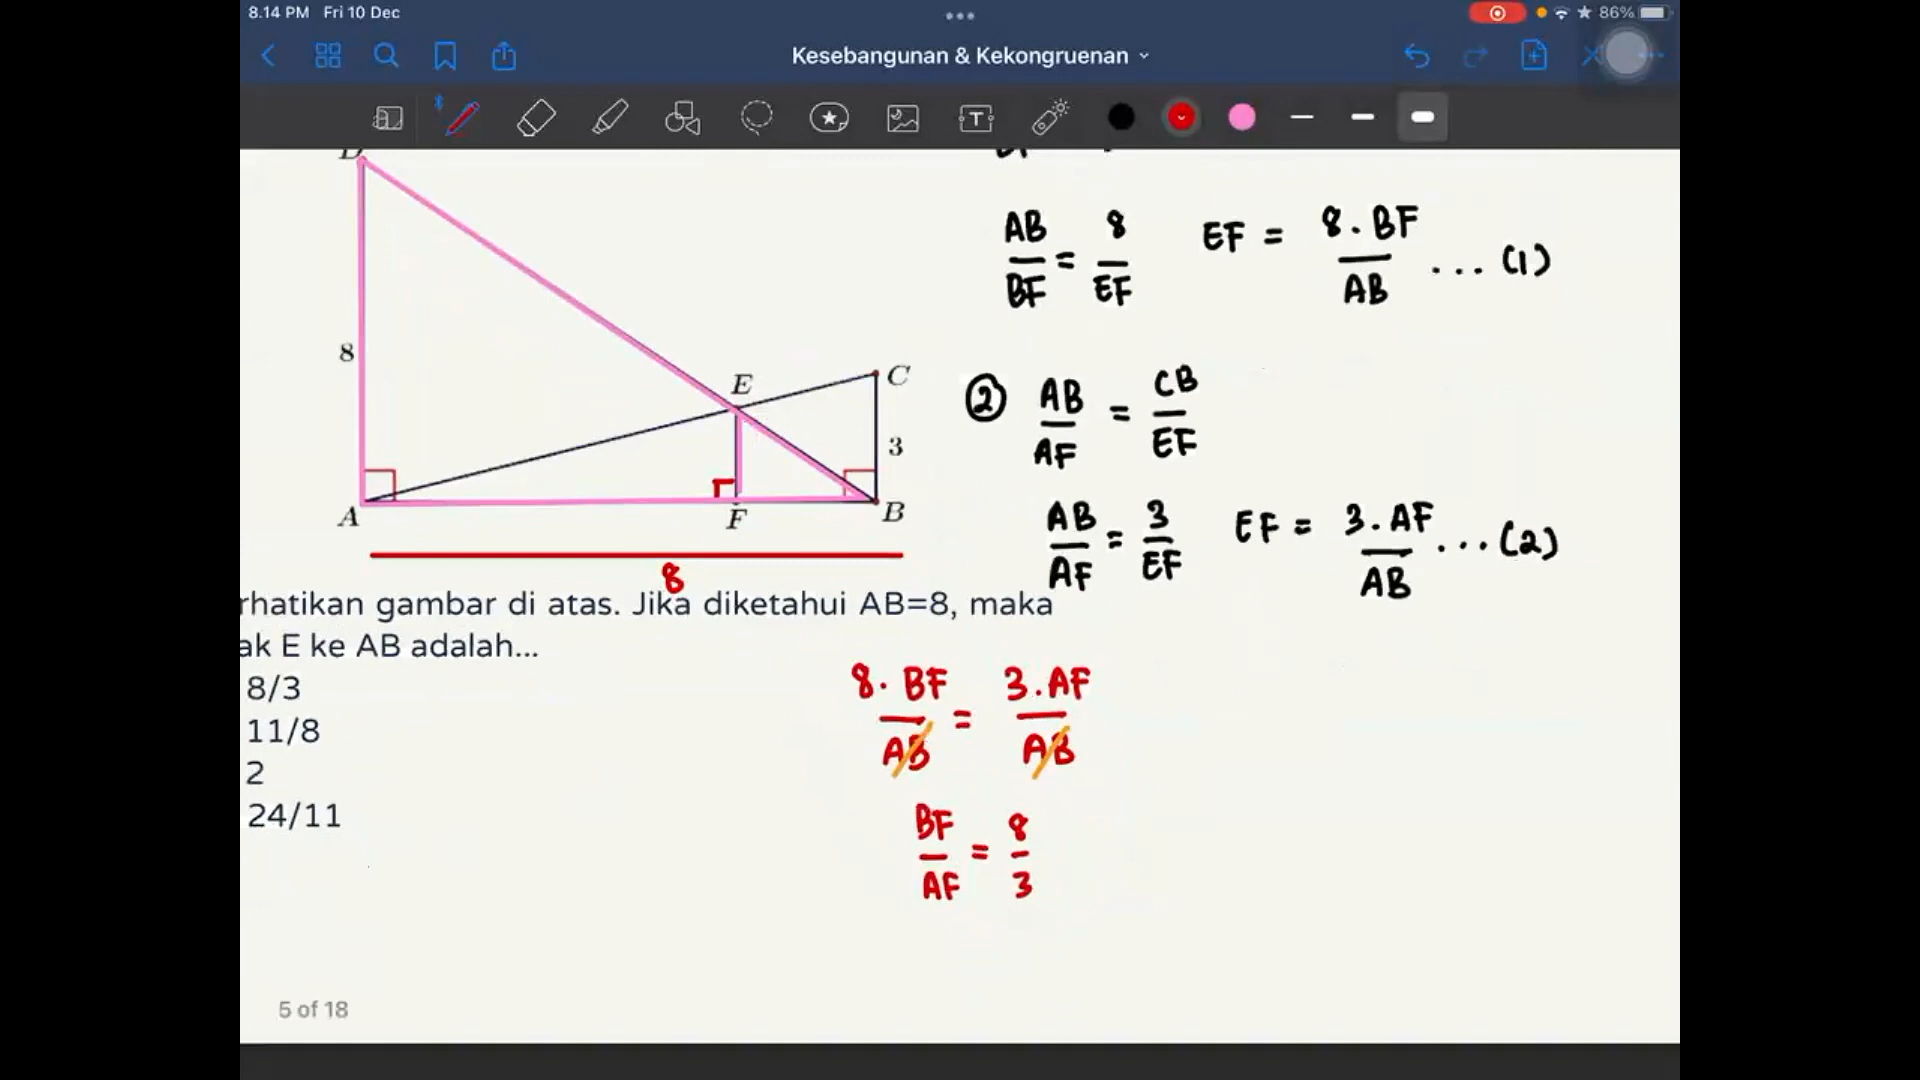 8.14 PM Fri 10 Dec
86%
Kesebangunan & Kekongruenan
T
D
8
E
C
3
A
F
B
8
rhatikan gambar di atas. Jika diketahui AB=8, maka
ak E ke AB adalah...
8/3
11/8
2
24/11
AB/BF = 8/EF EF = 8.BF/AB ... (1)
② AB/AF = CB/EF
AB/AF = 3/EF EF = 3.AF/AB ... (2)
8.BF/AB = 3.AF/AB
BF/AF = 8/3
5 of 18